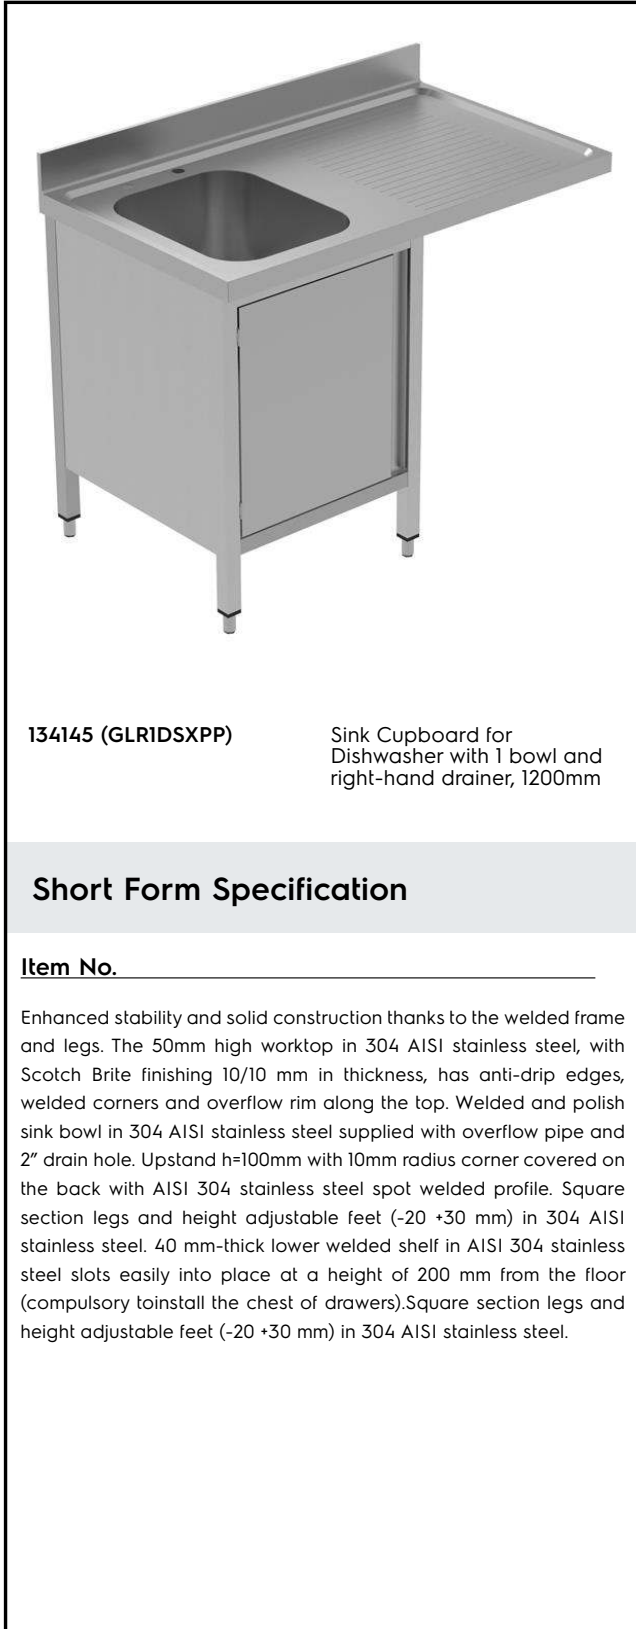 134145 (GLR1DSXPP)
Sink Cupboard for
Dishwasher with 1 bowl and
right-hand drainer, 1200mm
Short Form Specification
Item No.
Enhanced stability and solid construction thanks to the welded frame
and legs. The 50mm high worktop in 304 AISI stainless steel, with
Scotch Brite finishing 10/10 mm in thickness, has anti-drip edges,
welded corners and overflow rim along the top. Welded and polish
sink bowl in 304 AISI stainless steel supplied with overflow pipe and
2” drain hole. Upstand h=100mm with 10mm radius corner covered on
the back with AISI 304 stainless steel spot welded profile. Square
section legs and height adjustable feet (-20 +30 mm) in 304 AISI
stainless steel. 40 mm-thick lower welded shelf in AISI 304 stainless
steel slots easily into place at a height of 200 mm from the floor
(compulsory toinstall the chest of drawers).Square section legs and
height adjustable feet (-20 +30 mm) in 304 AISI stainless steel.